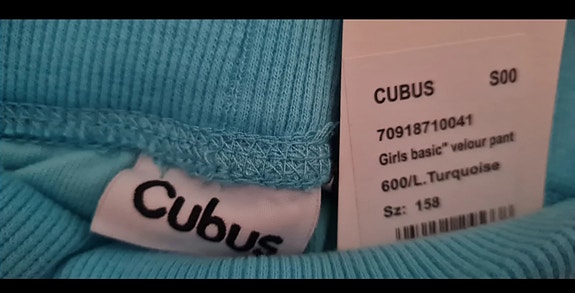 CUBUS S00
70918710041
Girls basic" velour pant
600/L.Turquoise
Sz: 158
Cubus